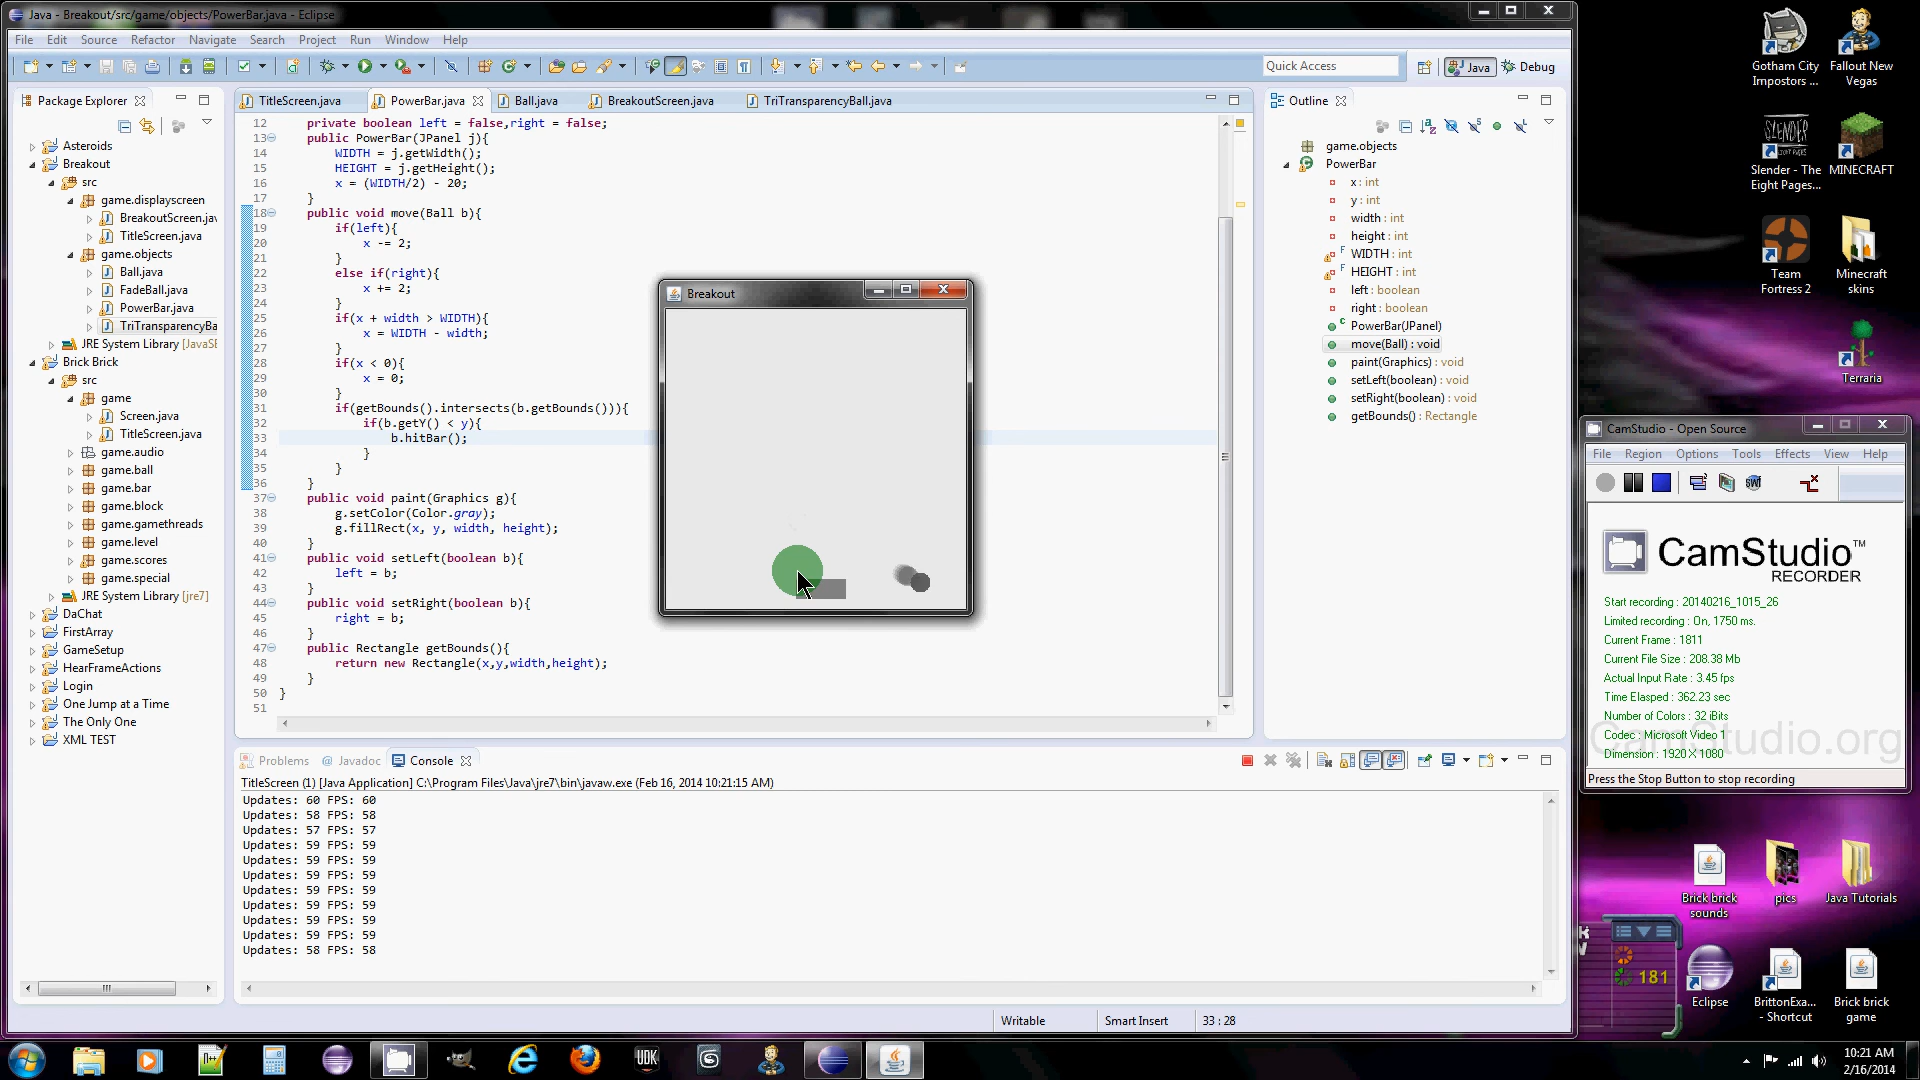 Java - Breakout/src/game/objects/PowerBar.java - Eclipse
File Edit Source Refactor Navigate Search Project Run Window Help
Quick Access
Java
Debug
Package Explorer
Asteroids
Breakout
src
game.displayscreen
BreakoutScreen.jav
TitleScreen.java
game.objects
Ball.java
FadeBall.java
PowerBar.java
TriTransparencyBa
JRE System Library [JavaSE
Brick Brick
src
game
Screen.java
TitleScreen.java
game.audio
game.ball
game.bar
game.block
game.gamethreads
game.level
game.scores
game.special
JRE System Library [jre7]
DaChat
FirstArray
GameSetup
HearFrameActions
Login
One Jump at a Time
The Only One
XML TEST
TitleScreen.java PowerBar.java Ball.java BreakoutScreen.java TriTransparencyBall.java
12 private boolean left = false,right = false;
13 public PowerBar(JPanel j){
14 WIDTH = j.getWidth();
15 HEIGHT = j.getHeight();
16 x = (WIDTH/2) - 20;
17 }
18 public void move(Ball b){
19 if(left){
20 x -= 2;
21 }
22 else if(right){
23 x += 2;
24 }
25 if(x + width > WIDTH){
26 x = WIDTH - width;
27 }
28 if(x < 0){
29 x = 0;
30 }
31 if(getBounds().intersects(b.getBounds())){
32 if(b.getY() < y){
33 b.hitBar();
34 }
35 }
36 }
37 public void paint(Graphics g){
38 g.setColor(Color.gray);
39 g.fillRect(x, y, width, height);
40 }
41 public void setLeft(boolean b){
42 left = b;
43 }
44 public void setRight(boolean b){
45 right = b;
46 }
47 public Rectangle getBounds(){
48 return new Rectangle(x,y,width,height);
49 }
50 }
51
Breakout
Outline
game.objects
PowerBar
x : int
y : int
width : int
height : int
WIDTH : int
HEIGHT : int
left : boolean
right : boolean
PowerBar(JPanel)
move(Ball) : void
paint(Graphics) : void
setLeft(boolean) : void
setRight(boolean) : void
getBounds() : Rectangle
Problems Javadoc Console
TitleScreen (1) [Java Application] C:\Program Files\Java\jre7\bin\javaw.exe (Feb 16, 2014 10:21:15 AM)
Updates: 60 FPS: 60
Updates: 58 FPS: 58
Updates: 57 FPS: 57
Updates: 59 FPS: 59
Updates: 59 FPS: 59
Updates: 59 FPS: 59
Updates: 59 FPS: 59
Updates: 59 FPS: 59
Updates: 59 FPS: 59
Updates: 59 FPS: 59
Updates: 58 FPS: 58
Writable Smart Insert 33 : 28
Gotham City
Impostors ...
Fallout New
Vegas
SLENDER
Slender - The
Eight Pages...
MINECRAFT
Team
Fortress 2
Minecraft
skins
Terraria
CamStudio - Open Source
File Region Options Tools Effects View Help
CamStudio™
RECORDER
Start recording : 20140216_1015_26
Limited recording : On, 1750 ms.
Current Frame : 1811
Current File Size : 208.38 Mb
Actual Input Rate : 3.45 fps
Time Elasped : 362.23 sec
Number of Colors : 32 iBits
Codec : Microsoft Video 1
Dimension : 1920 X 1080
CamStudio.org
Press the Stop Button to stop recording
Brick brick
sounds
pics
Java Tutorials
181
Eclipse
BrittonExa...
- Shortcut
Brick brick
game
UDK
10:21 AM
2/16/2014